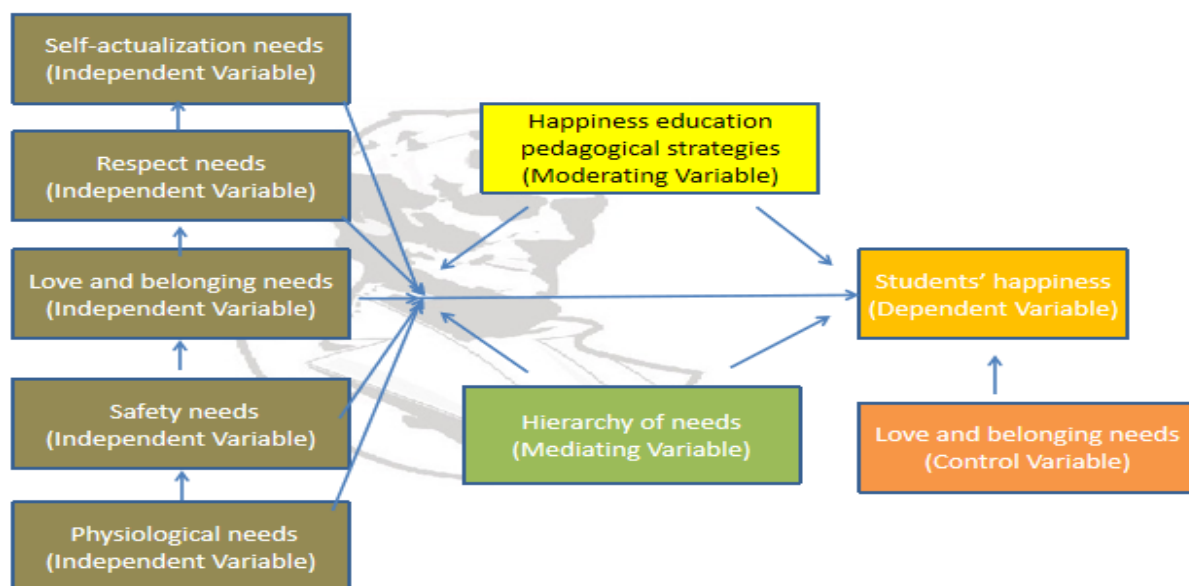 Self-actualization needs
(Independent Variable)
Respect needs
(Independent Variable)
Love and belonging needs
(Independent Variable)
Safety needs
(Independent Variable)
Physiological needs
(Independent Variable)
Happiness education
pedagogical strategies
(Moderating Variable)
Hierarchy of needs
(Mediating Variable)
Students’ happiness
(Dependent Variable)
Love and belonging needs
(Control Variable)